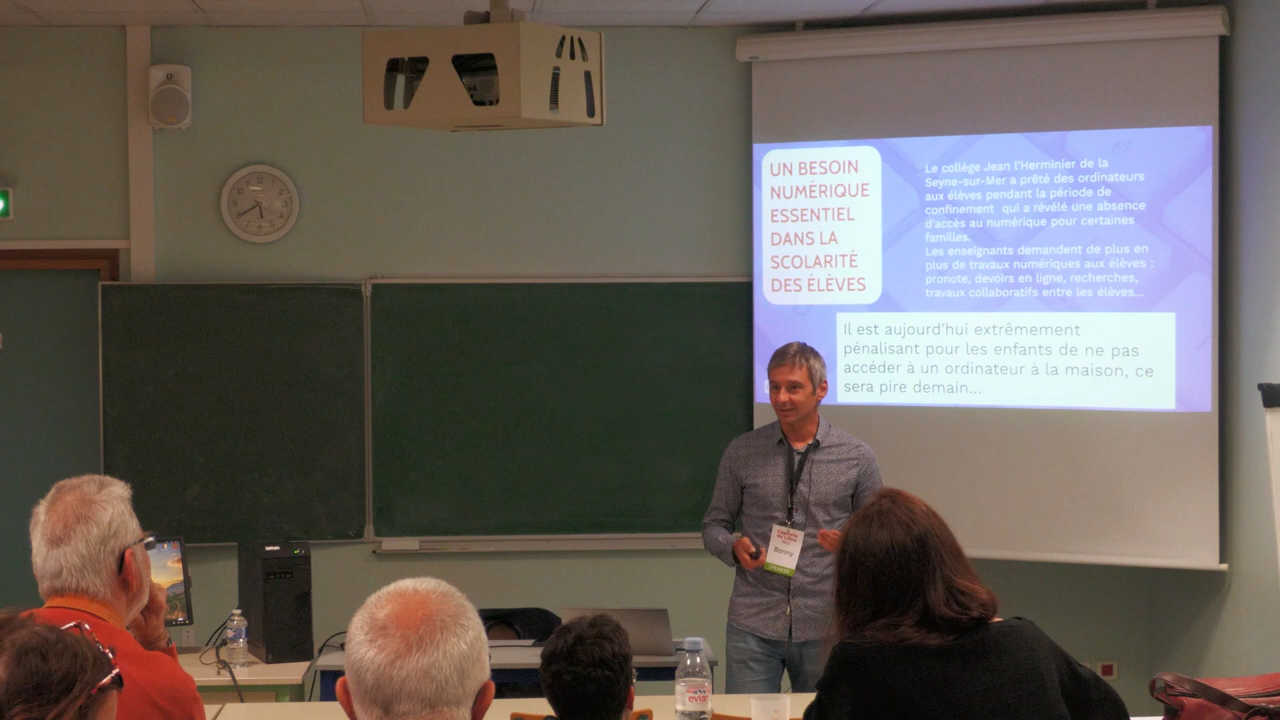 UN BESOIN
NUMÉRIQUE
ESSENTIEL
DANS LA
SCOLARITÉ
DES ÉLÈVES
Le collège Jean l'Herminier de la
Seyne-sur-Mer a prêté des ordinateurs
aux élèves pendant la période de
confinement qui a révélé une absence
d'accès au numérique pour certaines
familles.
Les enseignants demandent de plus en
plus de travaux numériques aux élèves :
pronote, devoirs en ligne, recherches,
travaux collaboratifs entre les élèves...
Il est aujourd'hui extrêmement
pénalisant pour les enfants de ne pas
accéder à un ordinateur à la maison, ce
sera pire demain...
Capitole
du Libre
Bonny
SPEAKER
evian